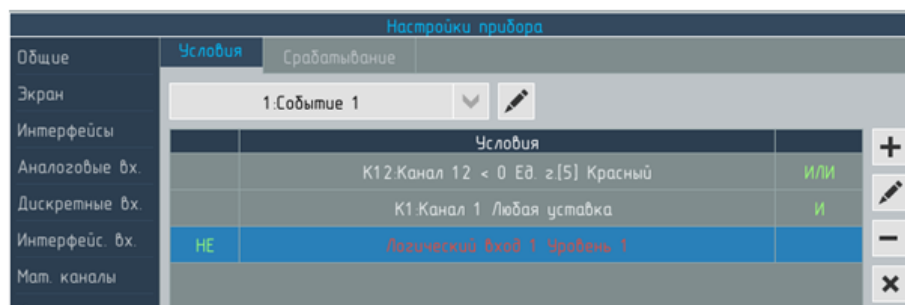 Настройки прибора
Общие
Экран
Интерфейсы
Аналоговые вх.
Дискретные вх.
Интерфейс. вх.
Мат. каналы
Условия
Срабатывание
1:Событие 1
Условия
К12:Канал 12 < 0 Ед. г.[5] Красный ИЛИ
К1:Канал 1 Любая уставка И
НЕ Логический вход 1 Уровень 1